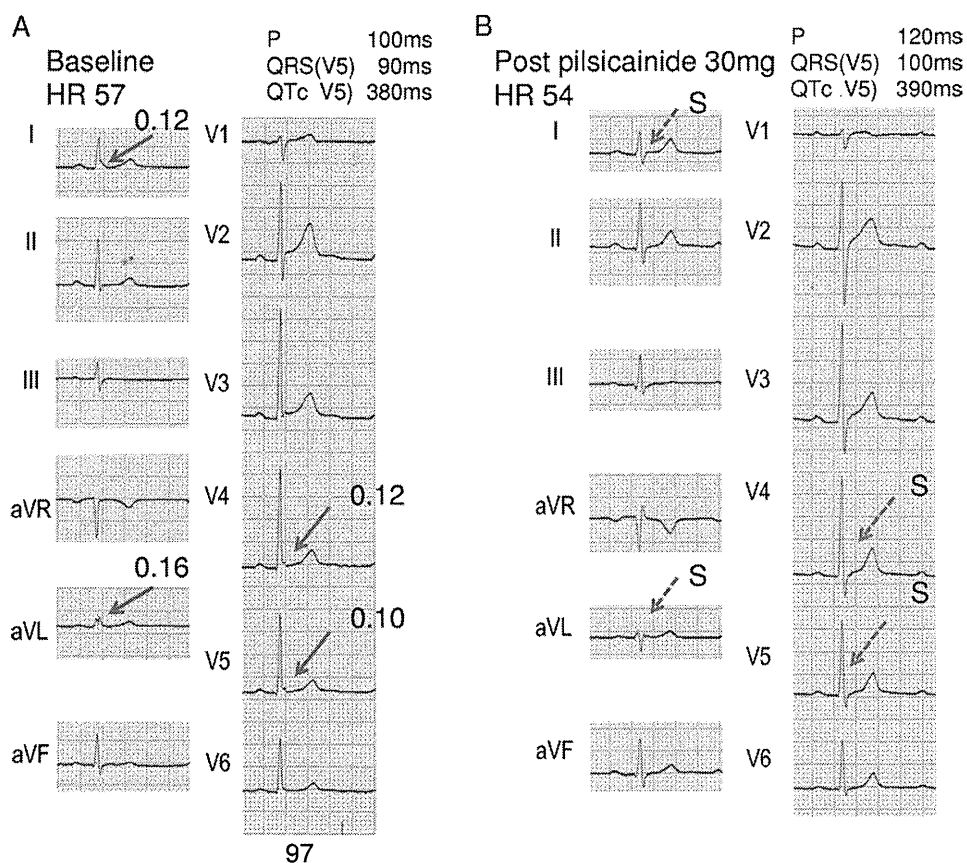 A
Baseline
HR 57
P 100ms
QRS(V5) 90ms
QTc V5) 380ms
I
0.12
V1
II
V2
III
V3
aVR
V4
0.12
0.16
aVL
0.10
V5
aVF
V6
97
B
Post pilsicainide 30mg
HR 54
P 120ms
QRS(V5) 100ms
QTc .V5) 390ms
I
S
V1
II
V2
III
V3
aVR
V4
S
S
aVL
S
V5
aVF
V6